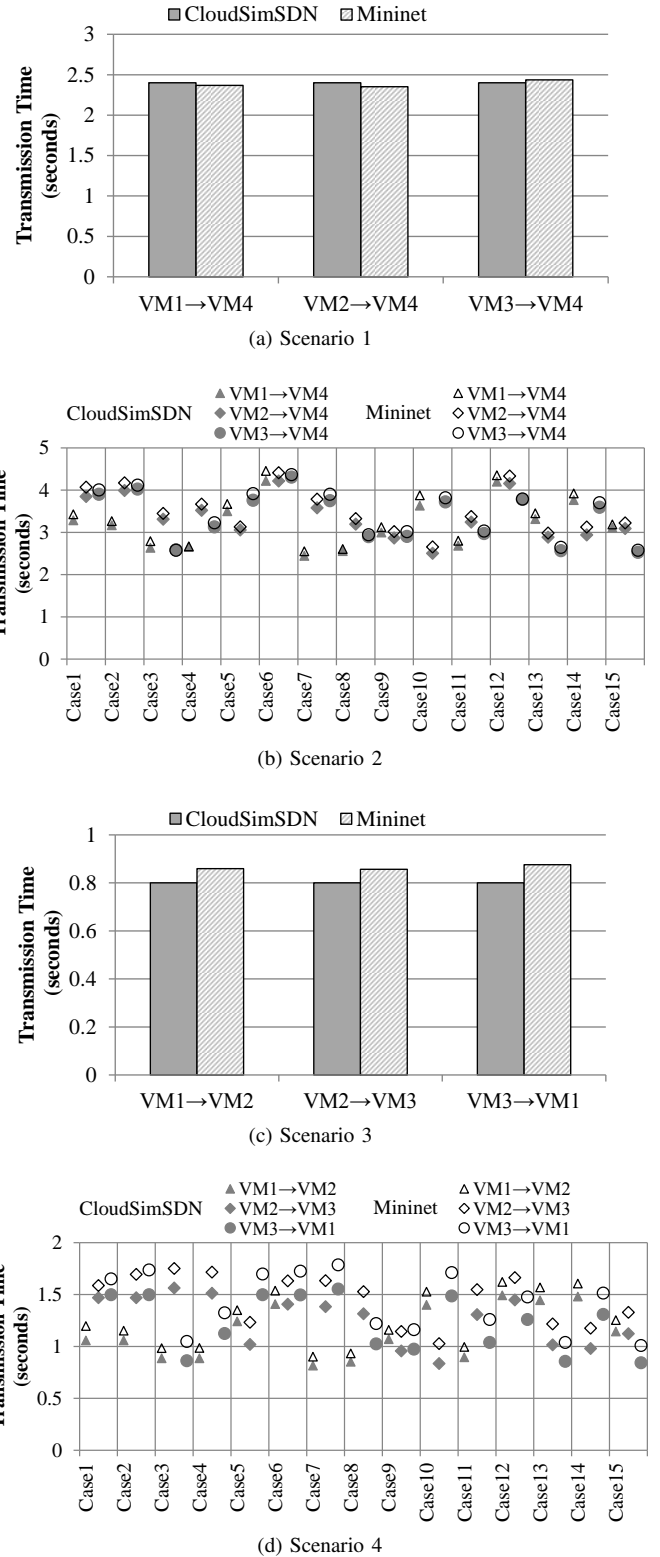 CloudSimSDN Mininet
3
2.5
2
1.5
1
0.5
0
Transmission Time
(seconds)
VM1→VM4 VM2→VM4 VM3→VM4
(a) Scenario 1
CloudSimSDN
VM1→VM4
VM2→VM4
VM3→VM4
Mininet
VM1→VM4
VM2→VM4
VM3→VM4
5
4
3
2
1
0
Transmission Time
(seconds)
Case1
Case2
Case3
Case4
Case5
Case6
Case7
Case8
Case9
Case10
Case11
Case12
Case13
Case14
Case15
(b) Scenario 2
CloudSimSDN Mininet
1
0.8
0.6
0.4
0.2
0
Transmission Time
(seconds)
VM1→VM2 VM2→VM3 VM3→VM1
(c) Scenario 3
CloudSimSDN
VM1→VM2
VM2→VM3
VM3→VM1
Mininet
VM1→VM2
VM2→VM3
VM3→VM1
2
1.5
1
0.5
0
Transmission Time
(seconds)
Case1
Case2
Case3
Case4
Case5
Case6
Case7
Case8
Case9
Case10
Case11
Case12
Case13
Case14
Case15
(d) Scenario 4